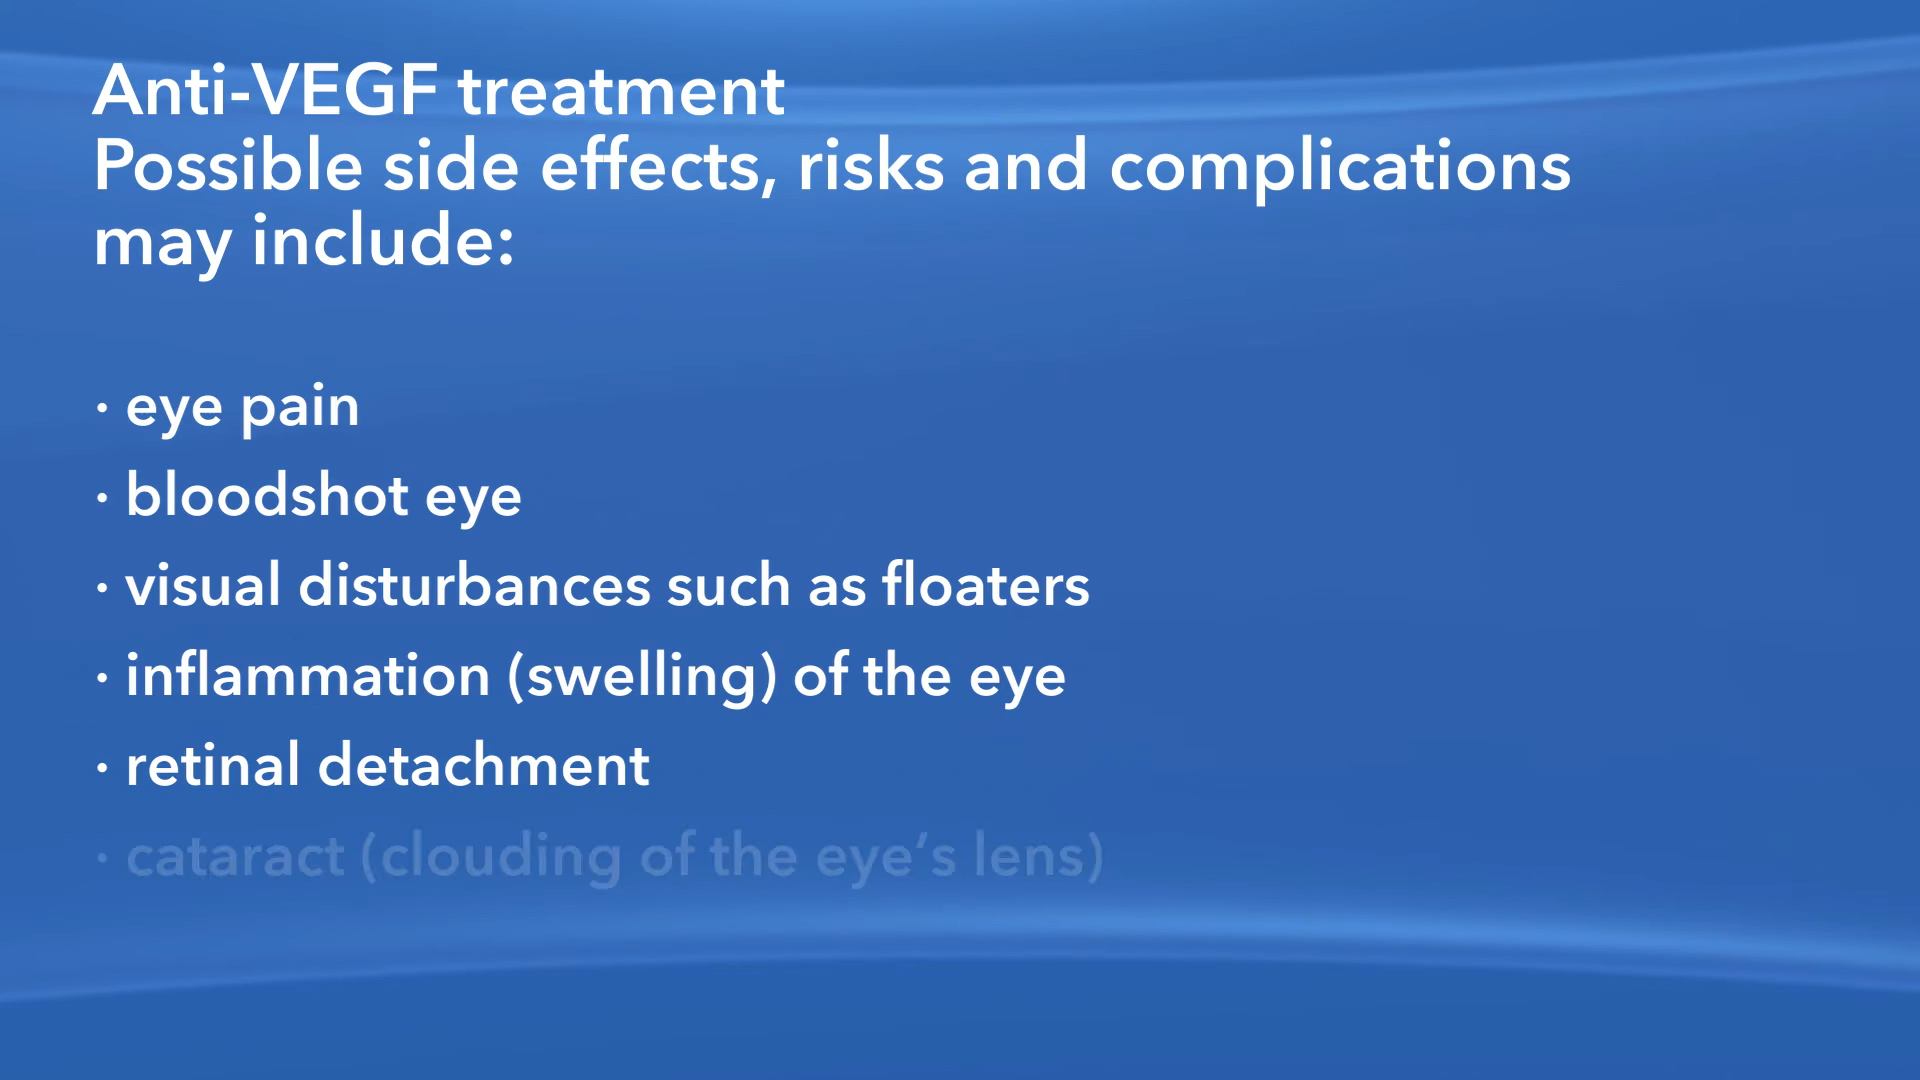 Anti-VEGF treatment
Possible side effects, risks and complications
may include:
· eye pain
· bloodshot eye
· visual disturbances such as floaters
· inflammation (swelling) of the eye
· retinal detachment
· cataract (clouding of the eye’s lens)